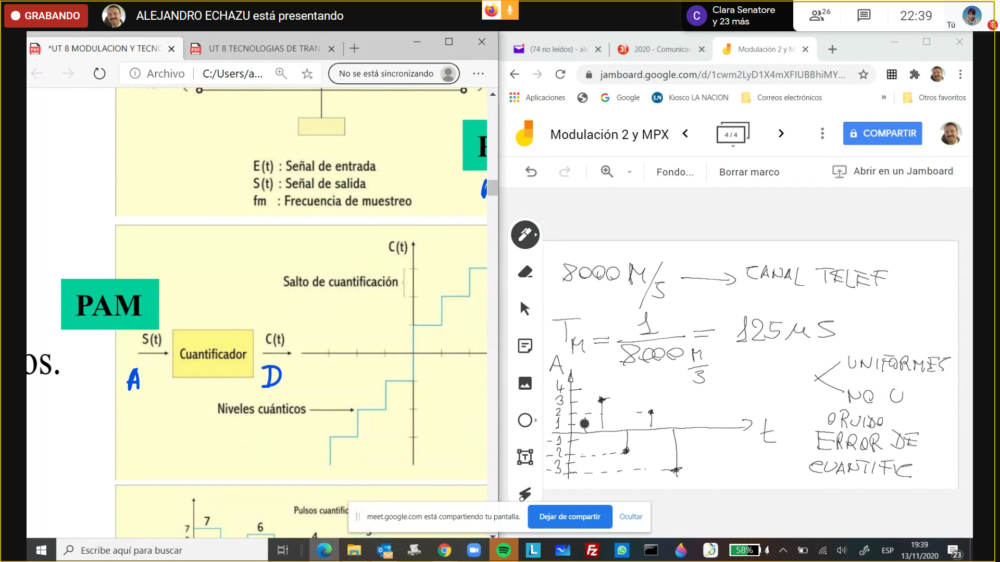 GRABANDO
ALEJANDRO ECHAZU está presentando
C
Clara Senatore
y 23 más
26
22:39
Tú
*UT 8 MODULACION Y TECNO
UT 8 TECNOLOGIAS DE TRAN
Archivo
C:/Users/a...
No se está sincronizando
E(t) : Señal de entrada
S(t) : Señal de salida
fm : Frecuencia de muestreo
C(t)
Salto de cuantificación
PAM
S(t)
Cuantificador
C(t)
A
D
os.
Niveles cuánticos
Pulsos cuantific
7
7
6
4
(74 no leídos) - ale
2020 - Comunicac
Modulación 2 y M
jamboard.google.com/d/1cwm2LyD1X4mXFIUBBhiMY...
Aplicaciones
Google
LN
Kiosco LA NACION
Correos electrónicos
»
Otros favoritos
Modulación 2 y MPX
4 / 4
COMPARTIR
Fondo...
Borrar marco
Abrir en un Jamboard
8000 M/S → CANAL TELEF
TM = 1 / 8000 M/S = 125 μS
A
4
3
2
1
-1
-2
3
-3
t
UNIFORMES
NO U
O RUIDO
ERROR DE
CUANTIFIC
meet.google.com está compartiendo tu pantalla.
Dejar de compartir
Ocultar
Escribe aquí para buscar
58%
ESP
19:39
13/11/2020
23